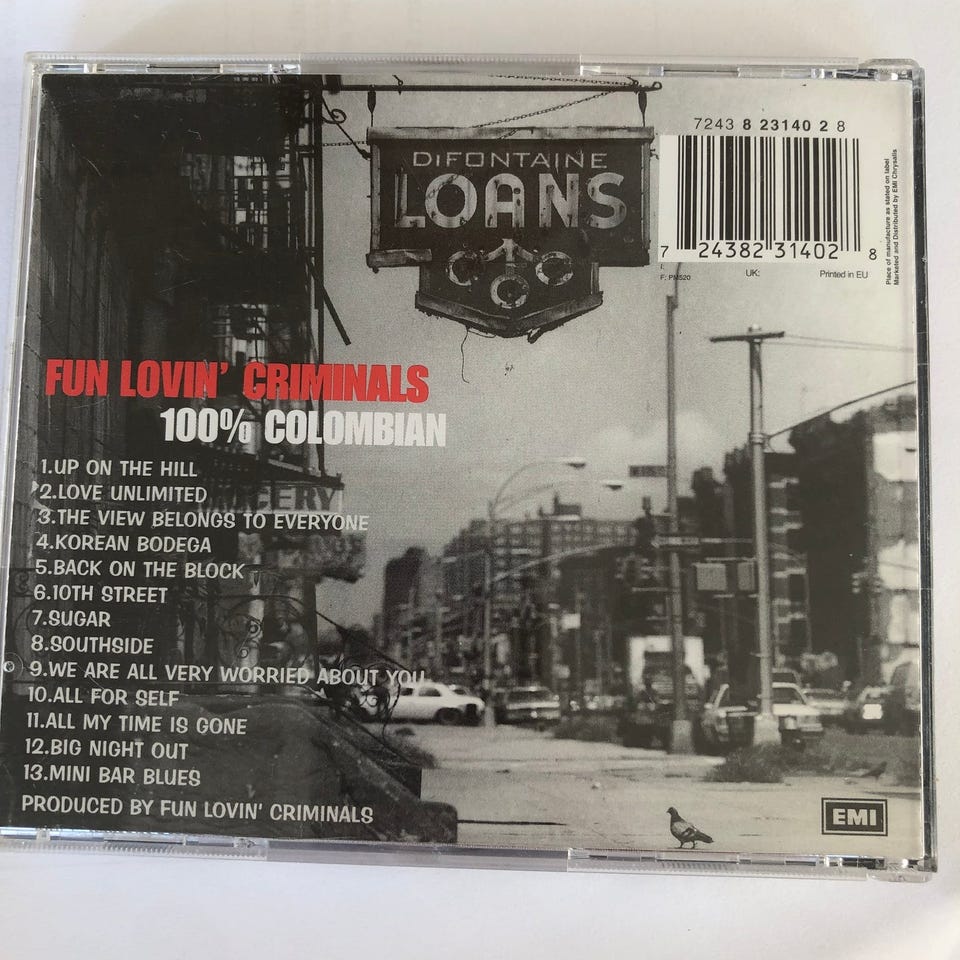 7243 8 23140 2 8
DiFONTAINE
LOANS
7 24382 31402 8
F: PM520
UK:
Printed in EU
Place of manufacture as stated on label
Marketed and Distributed by EMI Chrysalis
FUN LOVIN' CRIMINALS
100% COLOMBIAN
1.UP ON THE HILL
2.LOVE UNLIMITED
3.THE VIEW BELONGS TO EVERYONE
4.KOREAN BODEGA
5.BACK ON THE BLOCK
6.10TH STREET
7.SUGAR
8.SOUTHSIDE
9.WE ARE ALL VERY WORRIED ABOUT YOU
10.ALL FOR SELF
11.ALL MY TIME IS GONE
12.BIG NIGHT OUT
13.MINI BAR BLUES
PRODUCED BY FUN LOVIN' CRIMINALS
EMI